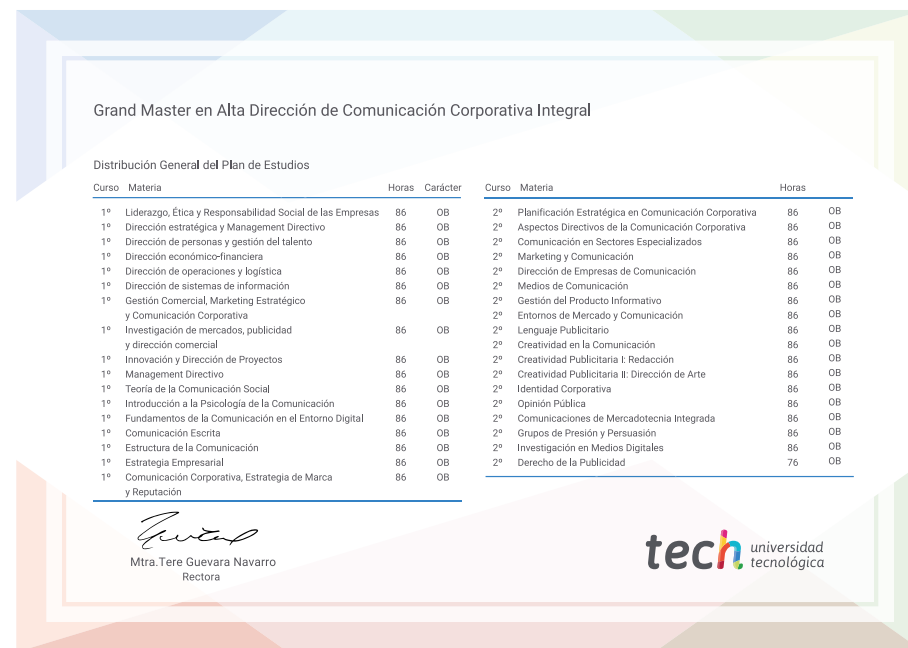 Grand Master en Alta Dirección de Comunicación Corporativa Integral
Distribución General del Plan de Estudios
Curso Materia Horas Carácter
1º Liderazgo, Ética y Responsabilidad Social de las Empresas 86 OB
1º Dirección estratégica y Management Directivo 86 OB
1º Dirección de personas y gestión del talento 86 OB
1º Dirección económico-financiera 86 OB
1º Dirección de operaciones y logística 86 OB
1º Dirección de sistemas de información 86 OB
1º Gestión Comercial, Marketing Estratégico 86 OB
y Comunicación Corporativa
1º Investigación de mercados, publicidad 86 OB
y dirección comercial
1º Innovación y Dirección de Proyectos 86 OB
1º Management Directivo 86 OB
1º Teoría de la Comunicación Social 86 OB
1º Introducción a la Psicología de la Comunicación 86 OB
1º Fundamentos de la Comunicación en el Entorno Digital 86 OB
1º Comunicación Escrita 86 OB
1º Estructura de la Comunicación 86 OB
1º Estrategia Empresarial 86 OB
1º Comunicación Corporativa, Estrategia de Marca 86 OB
y Reputación
Curso Materia Horas
2º Planificación Estratégica en Comunicación Corporativa 86 OB
2º Aspectos Directivos de la Comunicación Corporativa 86 OB
2º Comunicación en Sectores Especializados 86 OB
2º Marketing y Comunicación 86 OB
2º Dirección de Empresas de Comunicación 86 OB
2º Medios de Comunicación 86 OB
2º Gestión del Producto Informativo 86 OB
2º Entornos de Mercado y Comunicación 86 OB
2º Lenguaje Publicitario 86 OB
2º Creatividad en la Comunicación 86 OB
2º Creatividad Publicitaria I: Redacción 86 OB
2º Creatividad Publicitaria II: Dirección de Arte 86 OB
2º Identidad Corporativa 86 OB
2º Opinión Pública 86 OB
2º Comunicaciones de Mercadotecnia Integrada 86 OB
2º Grupos de Presión y Persuasión 86 OB
2º Investigación en Medios Digitales 86 OB
2º Derecho de la Publicidad 76 OB
Mtra.Tere Guevara Navarro
Rectora
tech universidad
tecnológica